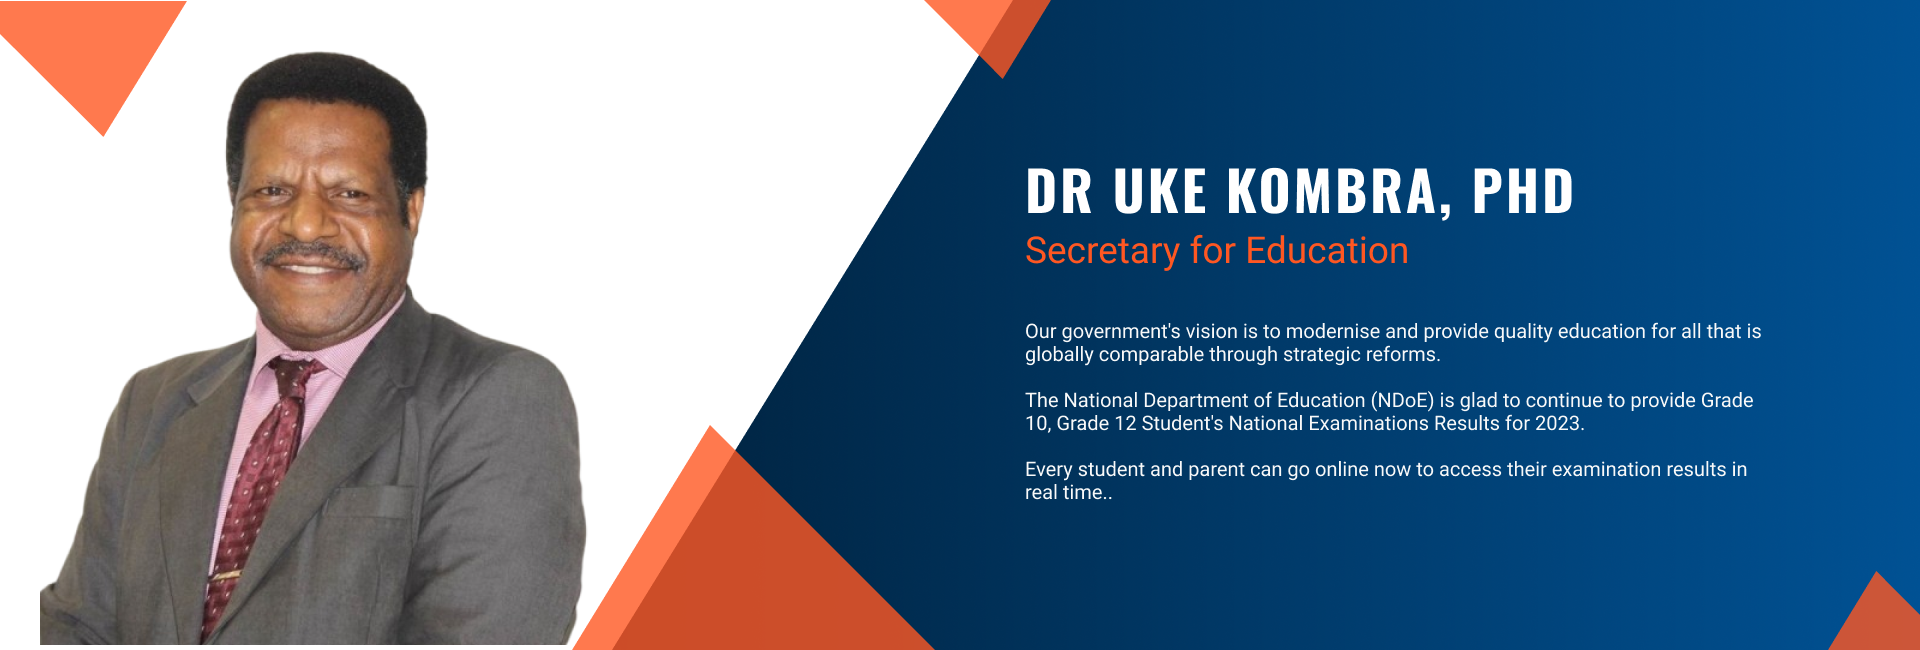 DR UKE KOMBRA, PHD
Secretary for Education
Our government's vision is to modernise and provide quality education for all that is
globally comparable through strategic reforms.
The National Department of Education (NDoE) is glad to continue to provide Grade
10, Grade 12 Student's National Examinations Results for 2023.
Every student and parent can go online now to access their examination results in
real time..